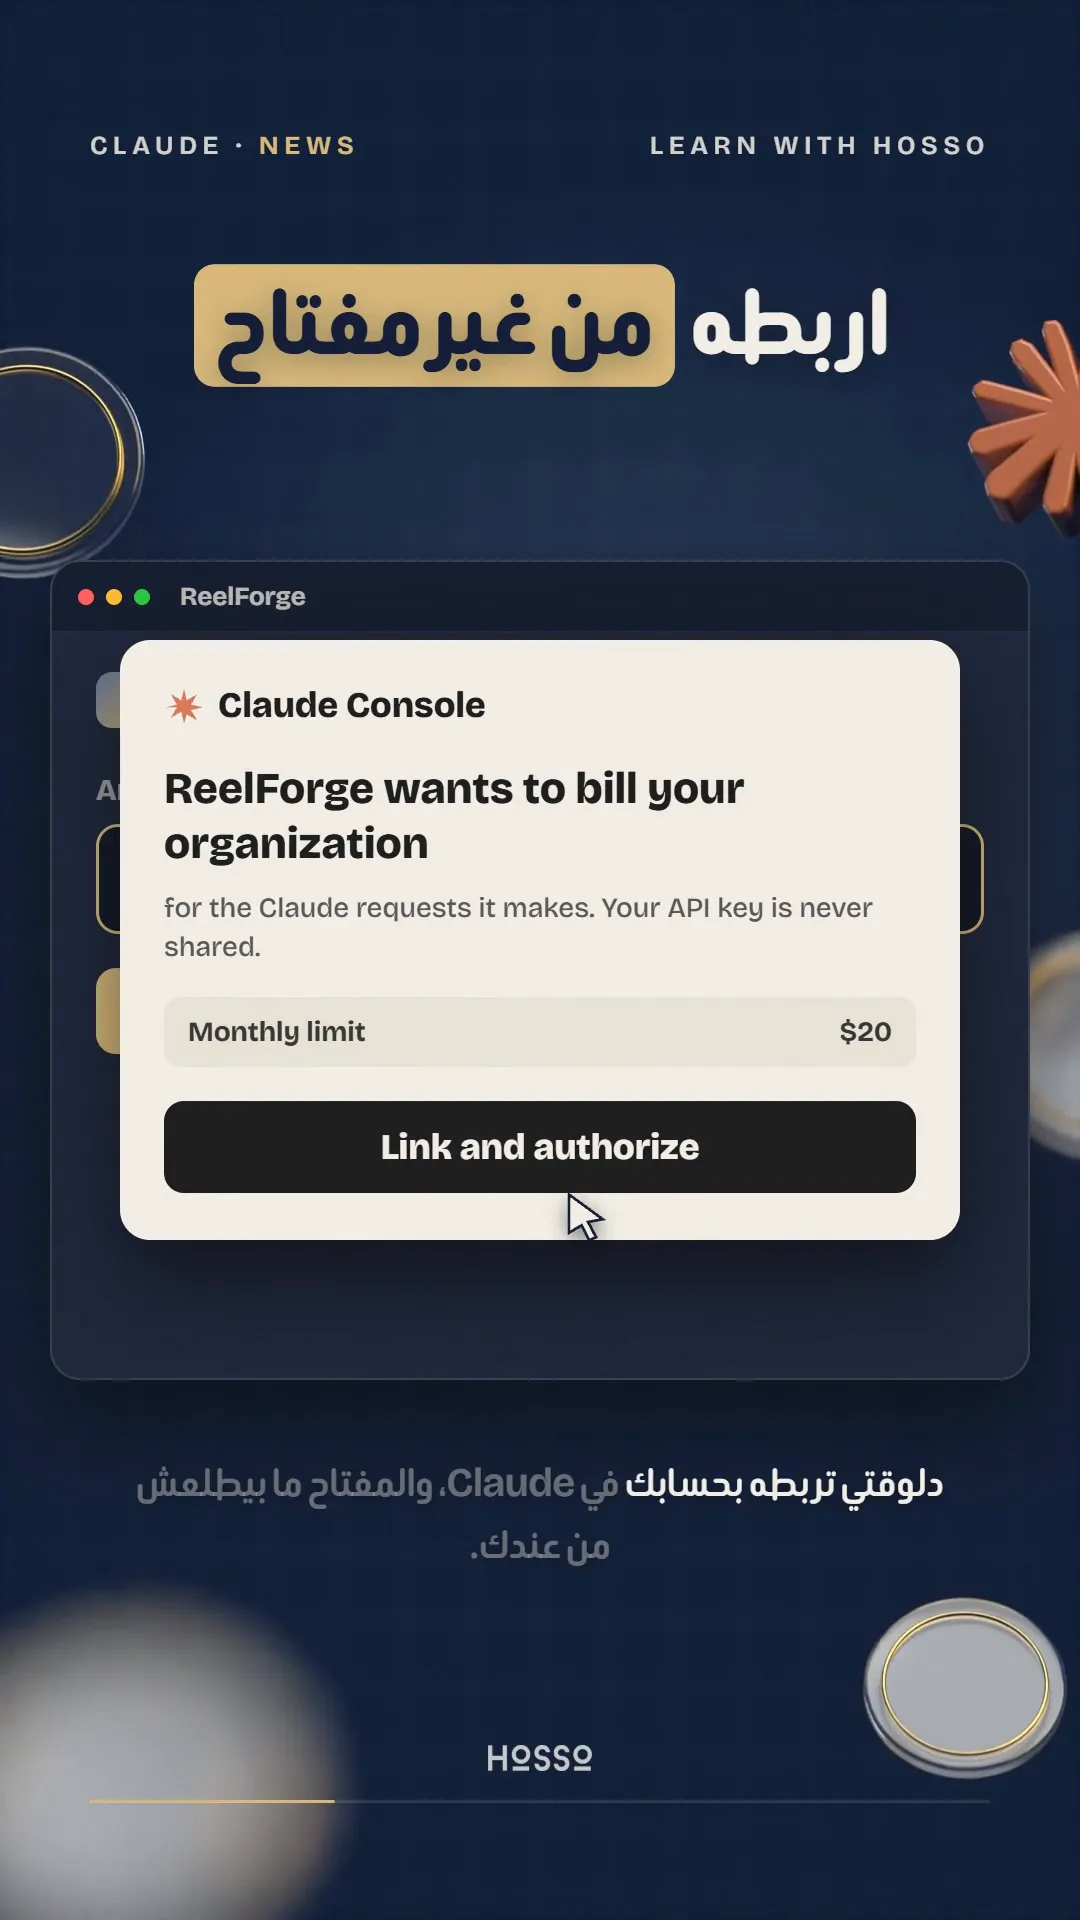 CLAUDE · NEWS
LEARN WITH HOSSO
اربطه من غير مفتاح
ReelForge
Claude Console
ReelForge wants to bill your
organization
for the Claude requests it makes. Your API key is never
shared.
Monthly limit $20
Link and authorize
دلوقتي تربطه بحسابك في Claude، والمفتاح ما بيطلعش
من عندك.
HOSSO